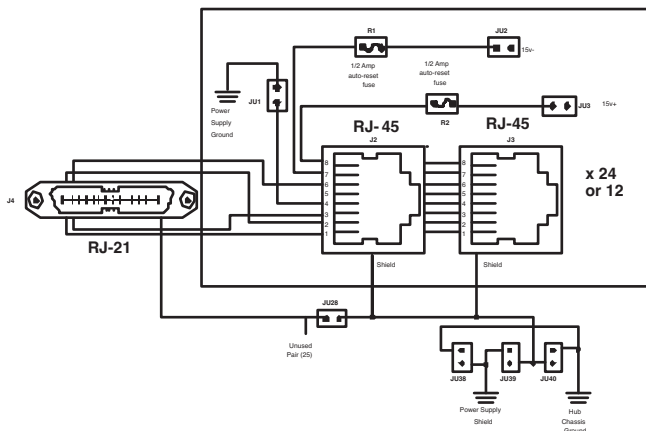 R1
JU2
15v-
1/2 Amp
auto-reset
fuse
1/2 Amp
auto-reset
fuse
JU1
Power
Supply
Ground
R2
JU3
15v+
RJ-45
J2
RJ-45
J3
x 24
or 12
8
7
6
5
4
3
2
1
8
7
6
5
4
3
2
1
J4
RJ-21
Shield
Shield
JU28
Unused
Pair (25)
JU38
JU39
JU40
Power Supply
Shield
Hub
Chassis
Ground